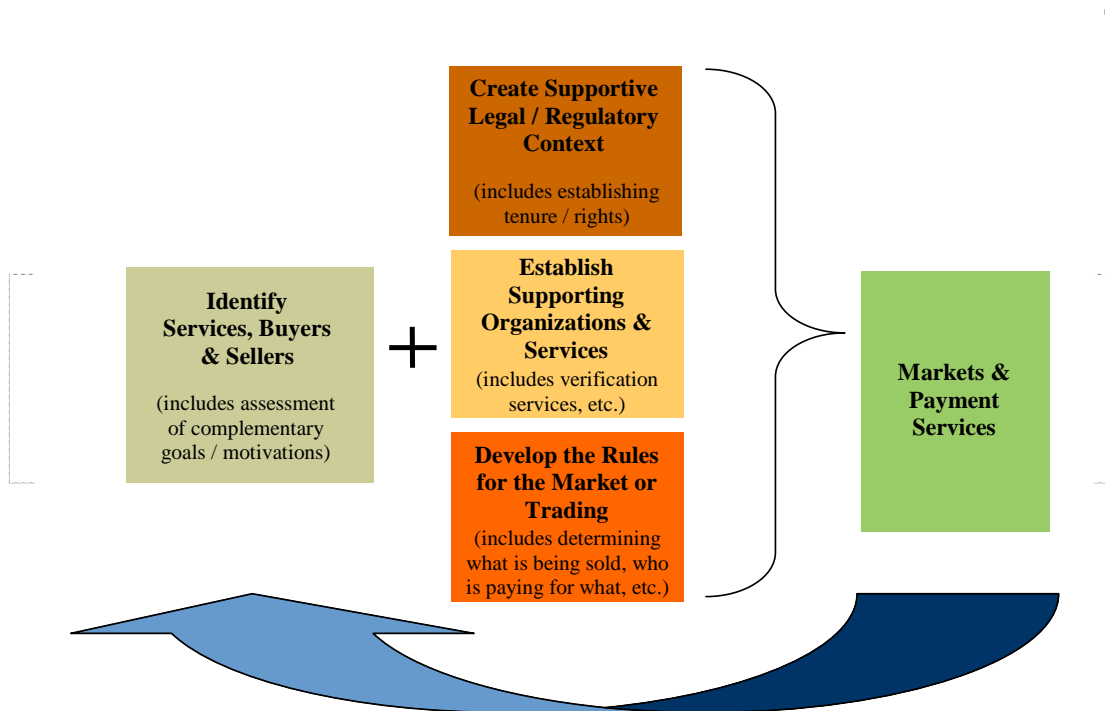 Create Supportive
Legal / Regulatory
Context
(includes establishing
tenure / rights)
Identify
Services, Buyers
& Sellers
(includes assessment
of complementary
goals / motivations)
+
Establish
Supporting
Organizations &
Services
(includes verification
services, etc.)
Develop the Rules
for the Market or
Trading
(includes determining
what is being sold, who
is paying for what, etc.)
Markets &
Payment
Services